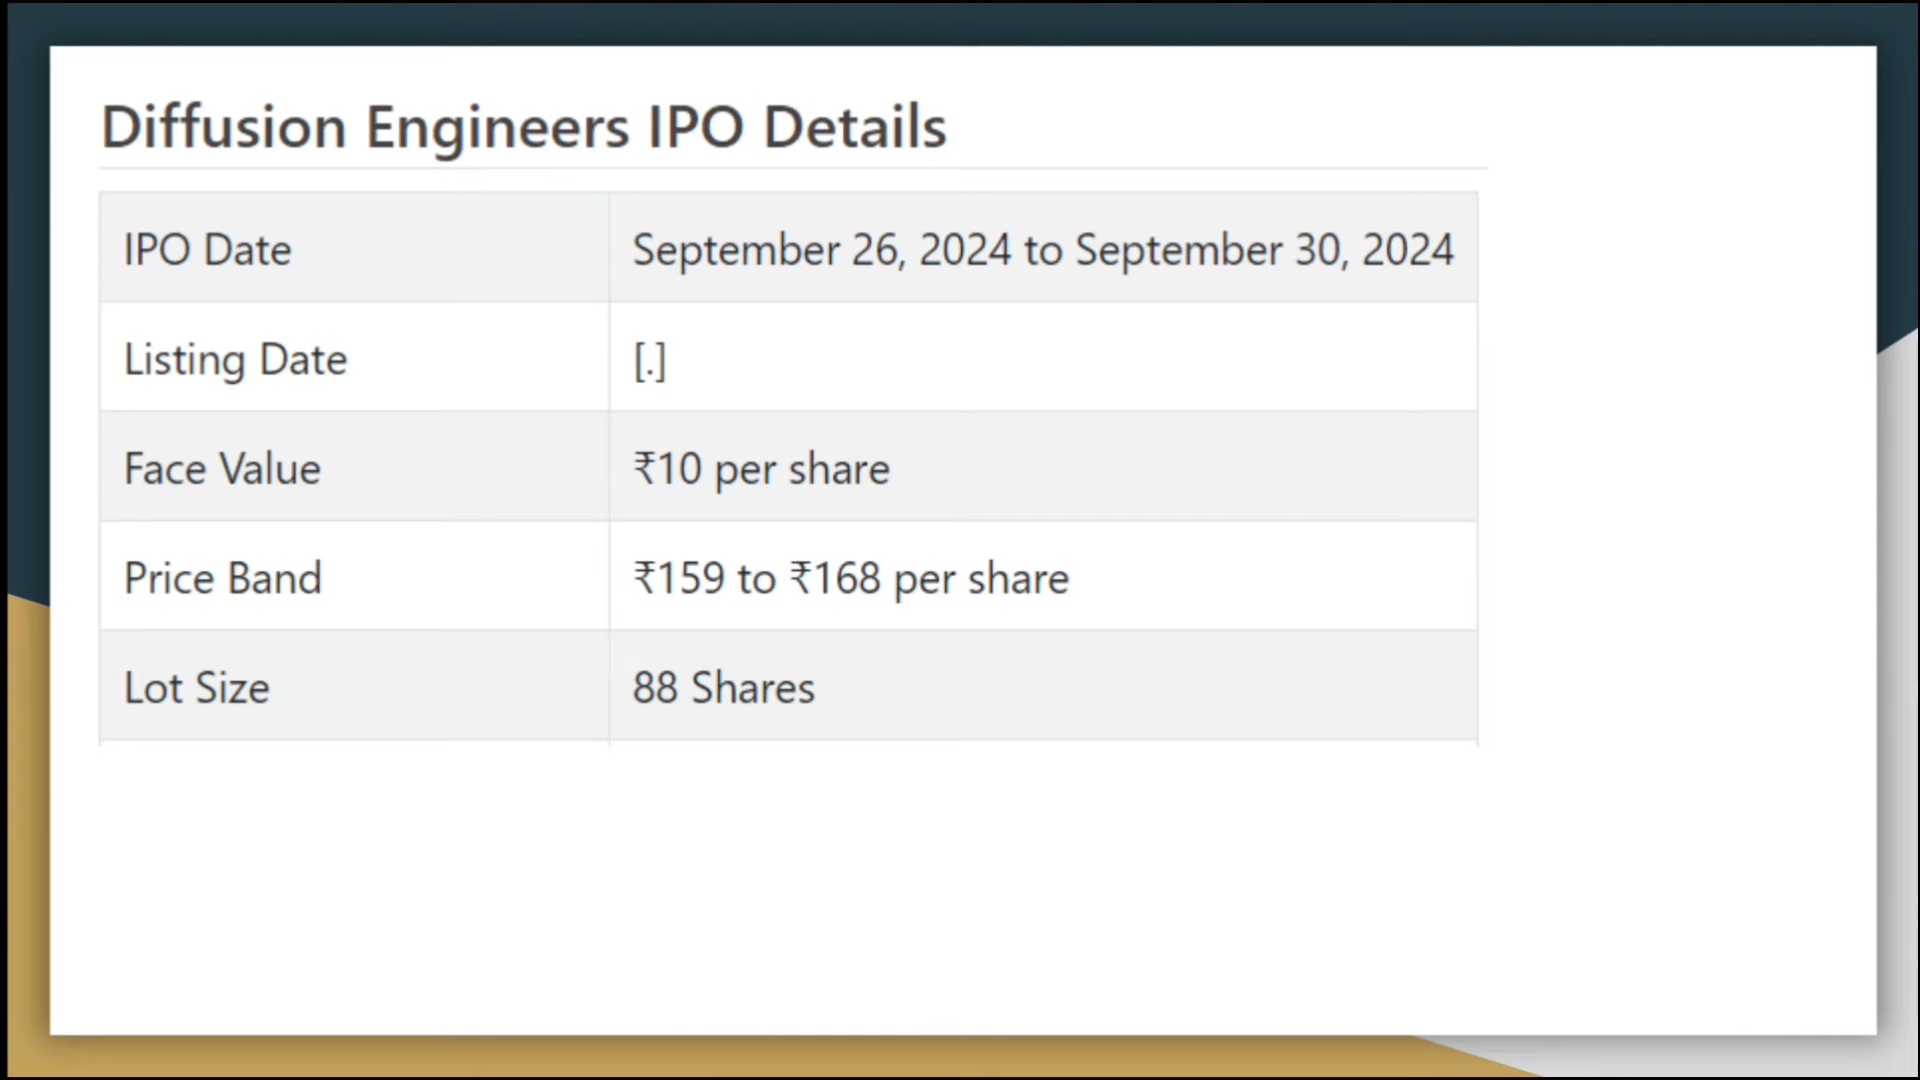 Diffusion Engineers IPO Details
IPO Date September 26, 2024 to September 30, 2024
Listing Date [.]
Face Value ₹10 per share
Price Band ₹159 to ₹168 per share
Lot Size 88 Shares